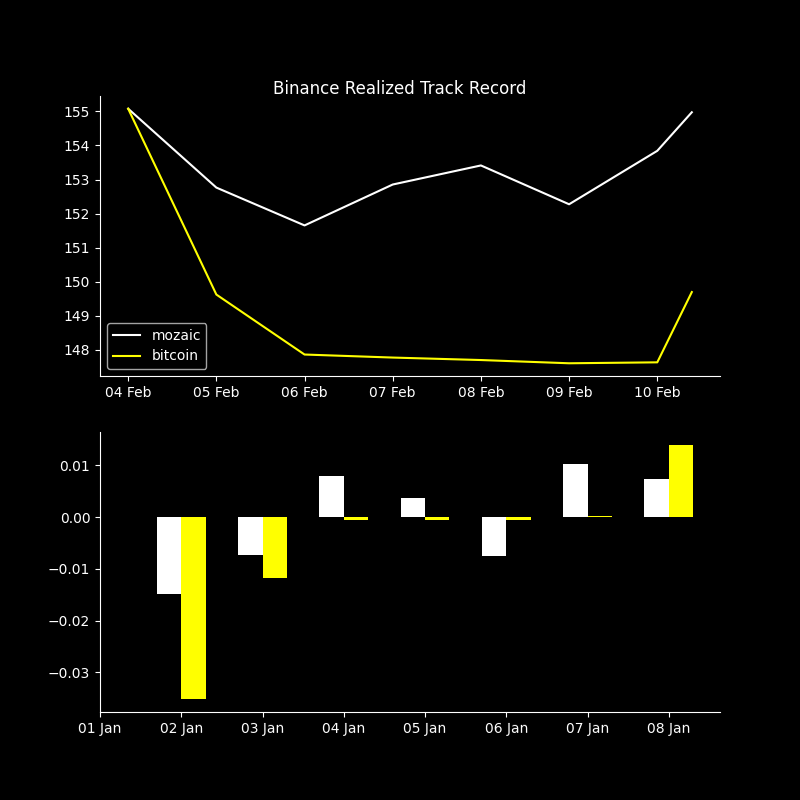 Binance Realized Track Record
155
154
153
152
151
150
149
148
mozaic
bitcoin
04 Feb 05 Feb 06 Feb 07 Feb 08 Feb 09 Feb 10 Feb
0.01
0.00
−0.01
−0.02
−0.03
01 Jan 02 Jan 03 Jan 04 Jan 05 Jan 06 Jan 07 Jan 08 Jan